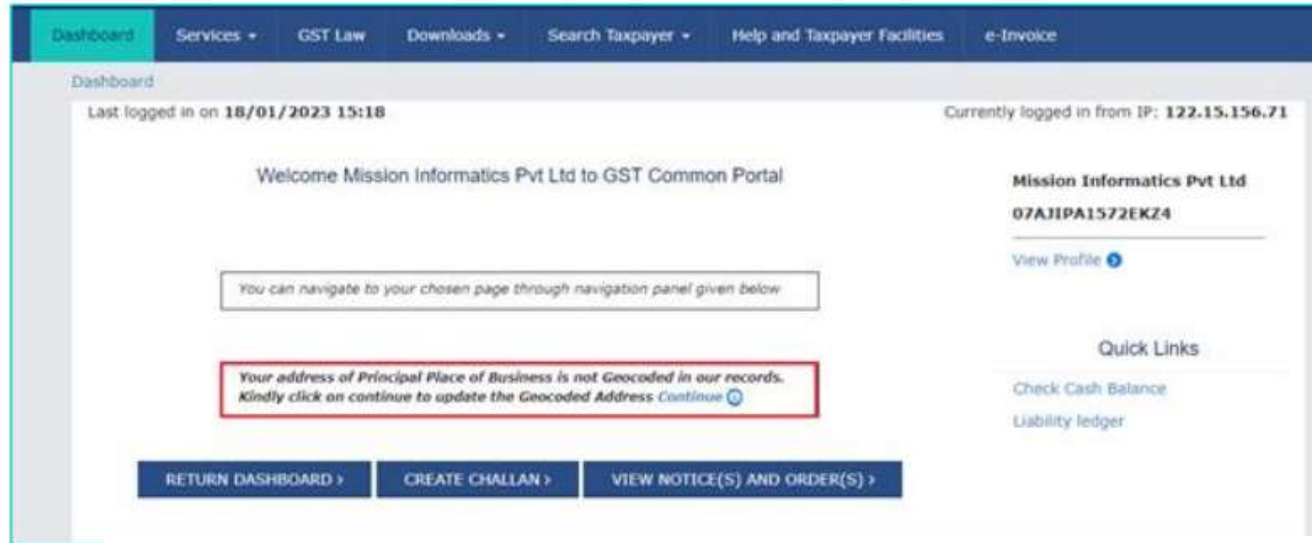 Dashboard Services GST Law Downloads Search Taxpayer Help and Taxpayer Facilities e-Invoice
Dashboard
Last logged in on 18/01/2023 15:18 Currently logged in from IP: 122.15.156.71
Welcome Mission Informatics Pvt Ltd to GST Common Portal
Mission Informatics Pvt Ltd
07AJIPA1572EKZ4
View Profile
You can navigate to your chosen page through navigation panel given below
Quick Links
Your address of Principal Place of Business is not Geocoded in our records.
Kindly click on continue to update the Geocoded Address Continue
Check Cash Balance
Liability ledger
RETURN DASHBOARD > CREATE CHALLAN > VIEW NOTICE(S) AND ORDER(S) >